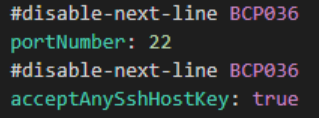 #disable-next-line BCP036
portNumber: 22
#disable-next-line BCP036
acceptAnySshHostKey: true